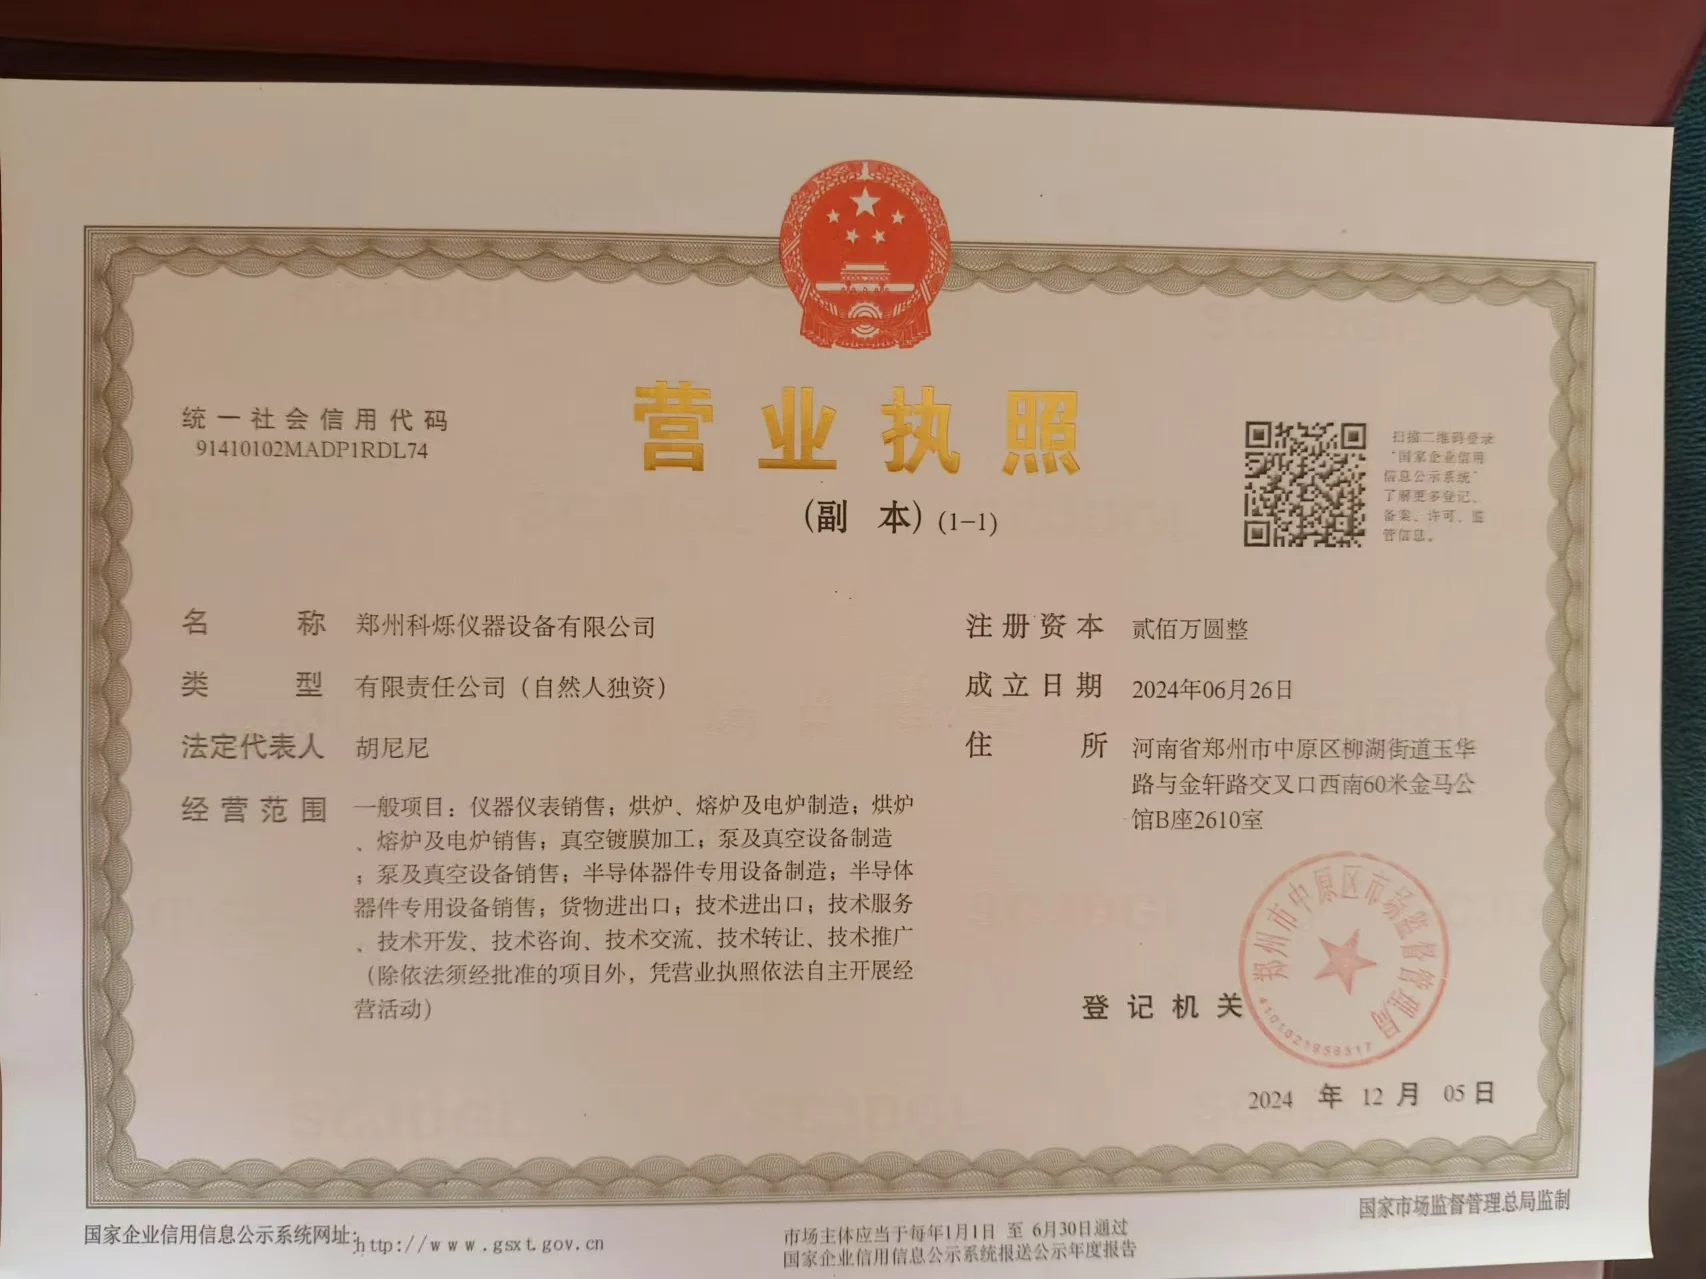 营业执照
(副 本) (1-1)
统一社会信用代码
91410102MADP1RDL74
扫描二维码登录
“国家企业信用
信息公示系统”
了解更多登记、
备案、许可、监
管信息。
名 称 郑州科烁仪器设备有限公司
类 型 有限责任公司（自然人独资）
法定代表人 胡尼尼
经营范围 一般项目：仪器仪表销售；烘炉、熔炉及电炉制造；烘炉
、熔炉及电炉销售；真空镀膜加工；泵及真空设备制造
；泵及真空设备销售；半导体器件专用设备制造；半导体
器件专用设备销售；货物进出口；技术进出口；技术服务
、技术开发、技术咨询、技术交流、技术转让、技术推广
（除依法须经批准的项目外，凭营业执照依法自主开展经
营活动）
注册资本 贰佰万圆整
成立日期 2024年06月26日
住 所 河南省郑州市中原区柳湖街道玉华
路与金轩路交叉口西南60米金马公
馆B座2610室
登记机关
郑州市中原区市场监督管理局
2024 年 12 月 05 日
国家企业信用信息公示系统网址:http://www.gsxt.gov.cn
市场主体应当于每年1月1日 至 6月30日通过
国家企业信用信息公示系统报送公示年度报告
国家市场监督管理总局监制